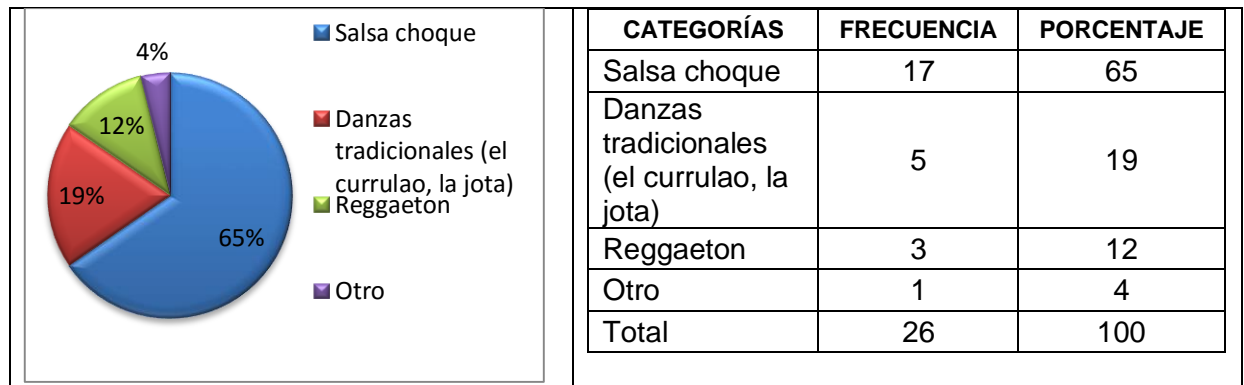 Salsa choque
Danzas
tradicionales (el
currulao, la jota)
Reggaeton
Otro
4%
12%
19%
65%
CATEGORÍAS FRECUENCIA PORCENTAJE
Salsa choque 17 65
Danzas
tradicionales
(el currulao, la
jota) 5 19
Reggaeton 3 12
Otro 1 4
Total 26 100